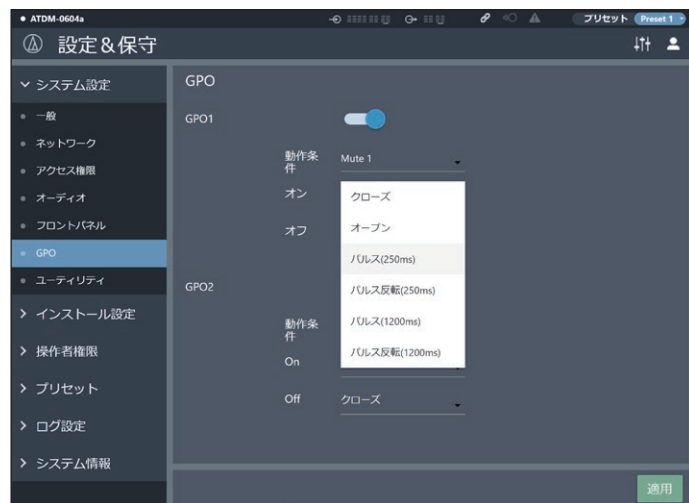 ATDM-0604a
プリセット Preset 1
設定&保守
システム設定
一般
ネットワーク
アクセス権限
オーディオ
フロントパネル
GPO
ユーティリティ
インストール設定
操作者権限
プリセット
ログ設定
システム情報
GPO
GPO1
動作条
件
Mute 1
オン
オフ
クローズ
オープン
パルス(250ms)
パルス反転(250ms)
パルス(1200ms)
パルス反転(1200ms)
GPO2
動作条
件
On
Off
クローズ
適用